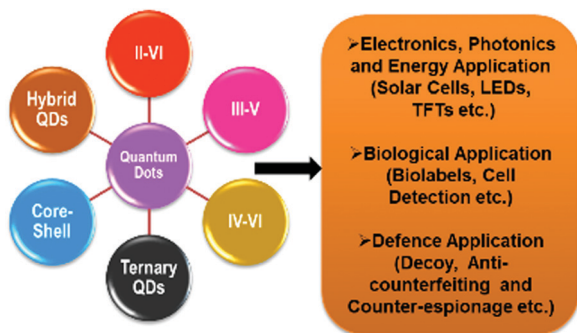 II-VI
Hybrid
QDs
III-V
Quantum
Dots
Core-
Shell
IV-VI
Ternary
QDs
➢Electronics, Photonics
and Energy Application
(Solar Cells, LEDs,
TFTs etc.)
➢Biological Application
(Biolabels, Cell
Detection etc.)
➢Defence Application
(Decoy, Anti-
counterfeiting and
Counter-espionage etc.)